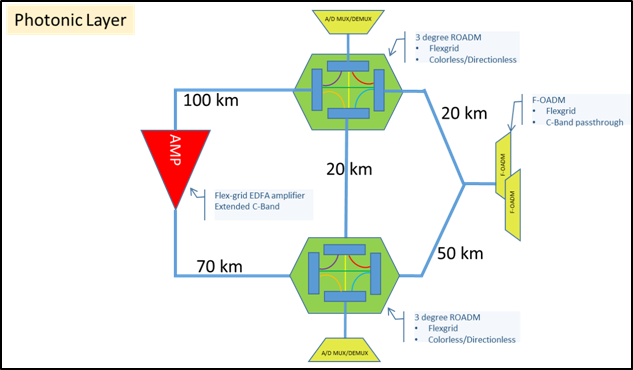 Photonic Layer
A/D MUX/DEMUX
3 degree ROADM
• Flexgrid
• Colorless/Directionless
F-OADM
• Flexgrid
• C-Band passthrough
100 km
20 km
AMP
F-OADM
F-OADM
20 km
Flex-grid EDFA amplifier
Extended C-Band
70 km
50 km
3 degree ROADM
• Flexgrid
• Colorless/Directionless
A/D MUX/DEMUX